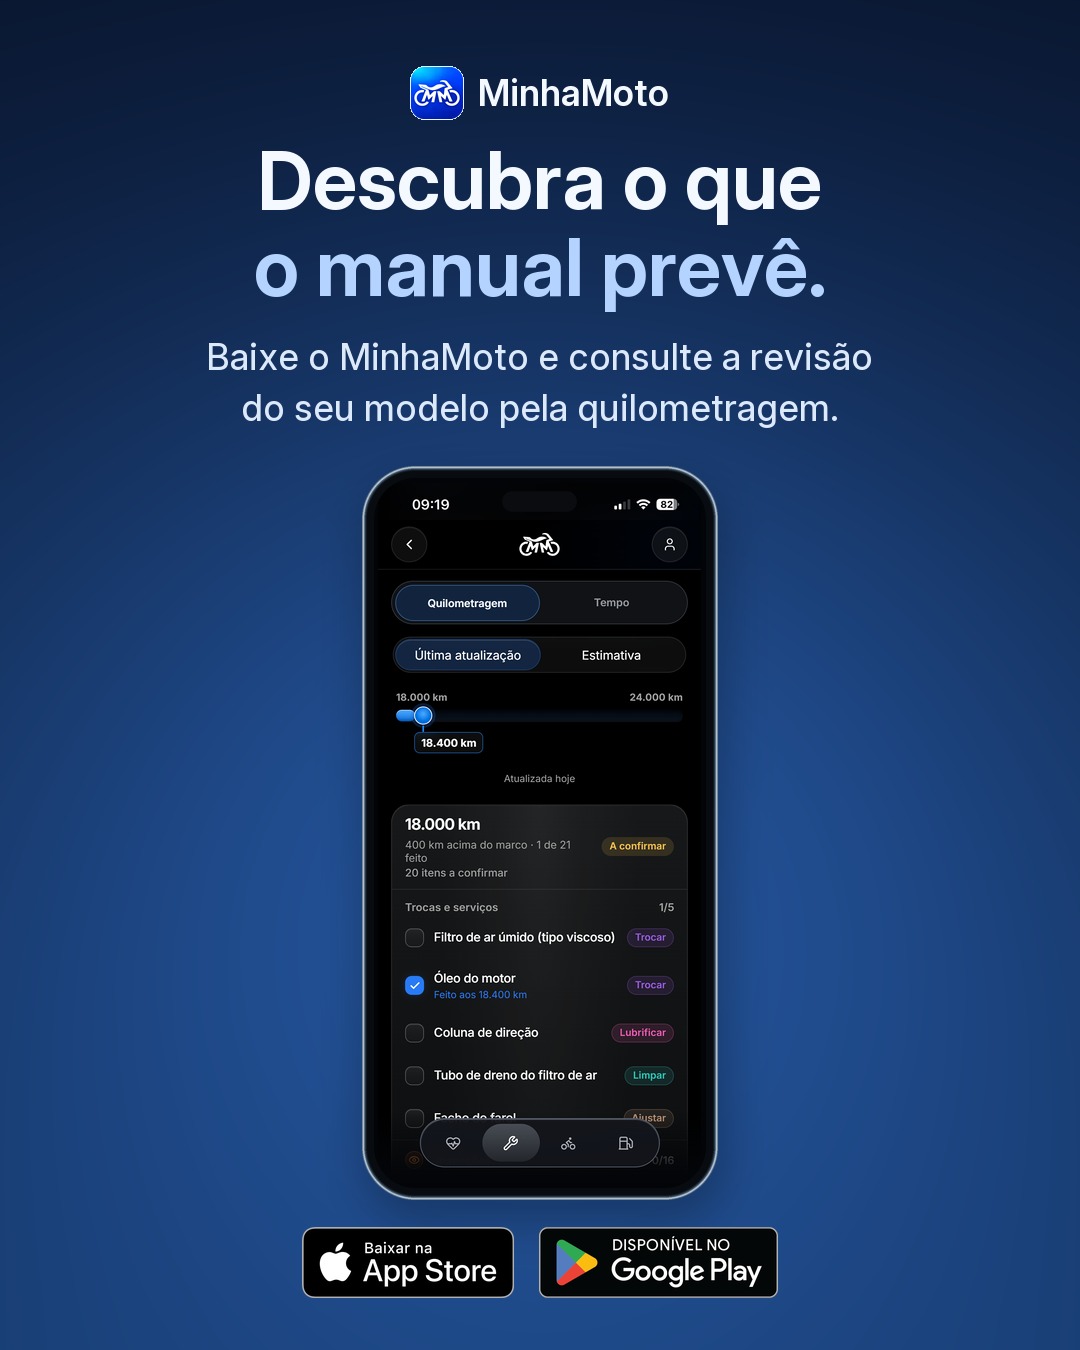 MinhaMoto
Descubra o que
o manual prevê.
Baixe o MinhaMoto e consulte a revisão
do seu modelo pela quilometragem.
09:19
82
MM
Quilometragem
Tempo
Última atualização
Estimativa
18.000 km
24.000 km
18.400 km
Atualizada hoje
18.000 km
400 km acima do marco · 1 de 21
feito
20 itens a confirmar
A confirmar
Trocas e serviços
1/5
Filtro de ar úmido (tipo viscoso)
Trocar
Óleo do motor
Feito aos 18.400 km
Trocar
Coluna de direção
Lubrificar
Tubo de dreno do filtro de ar
Limpar
Facho do farol
Ajustar
0/16
Baixar na
App Store
DISPONÍVEL NO
Google Play